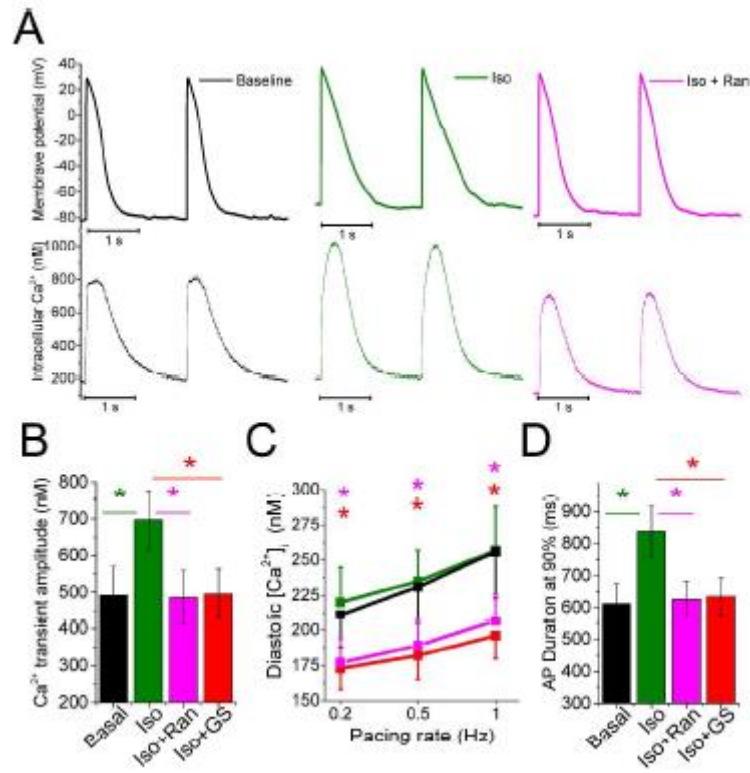 A
Membrave potential (mV)
40
20
0
-20
-40
-60
-80
Baseline
Iso
Iso + Ran
1 s
1 s
1 s
Intracellular Ca²⁺ (nM)
1000
800
600
400
200
1 s
1 s
1 s
B
C
D
Ca²⁺ transient amplitude (nM)
800
700
600
500
400
300
200
*
*
*
Basal
Iso
Iso+Ran
Iso+GS
Diastolic [Ca²⁺]i (nM)
300
275
250
225
200
175
150
* * *
* * *
0.2
0.5
1
Pacing rate (Hz)
AP Duration at 90% (ms)
900
800
700
600
500
400
300
*
*
*
Basal
Iso
Iso+Ran
Iso+GS